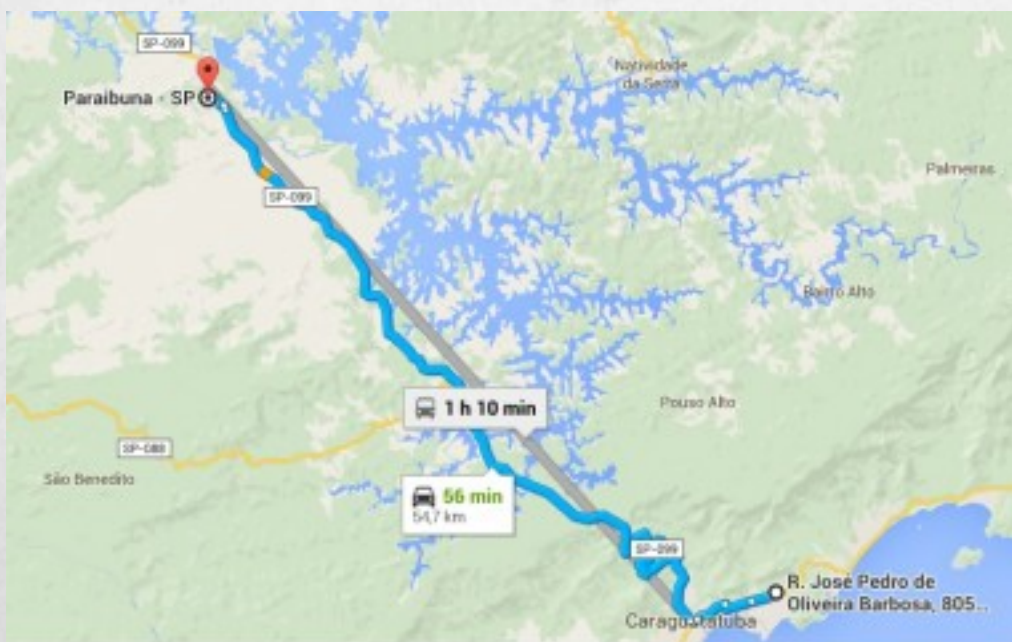 SP-099
Paraibuna - SP
Natividade
da Serra
Palmeiras
SP-099
Bairro Alto
Pouso Alto
1 h 10 min
SP-088
São Benedito
56 min
54,7 km
SP-099
R. José Pedro de
Oliveira Barbosa, 805...
Caraguatatuba